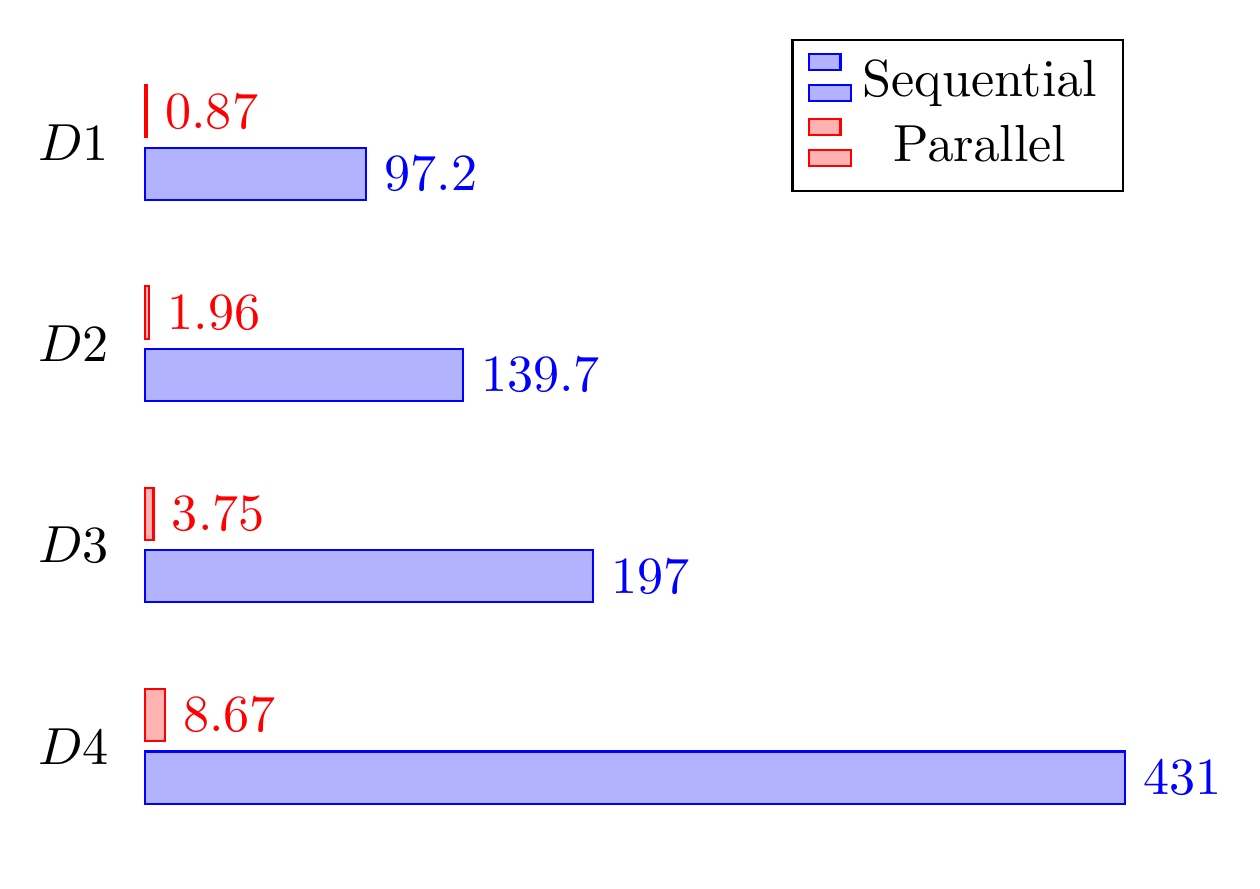 Sequential
Parallel
0.87
D1
97.2
1.96
D2
139.7
3.75
D3
197
8.67
D4
431